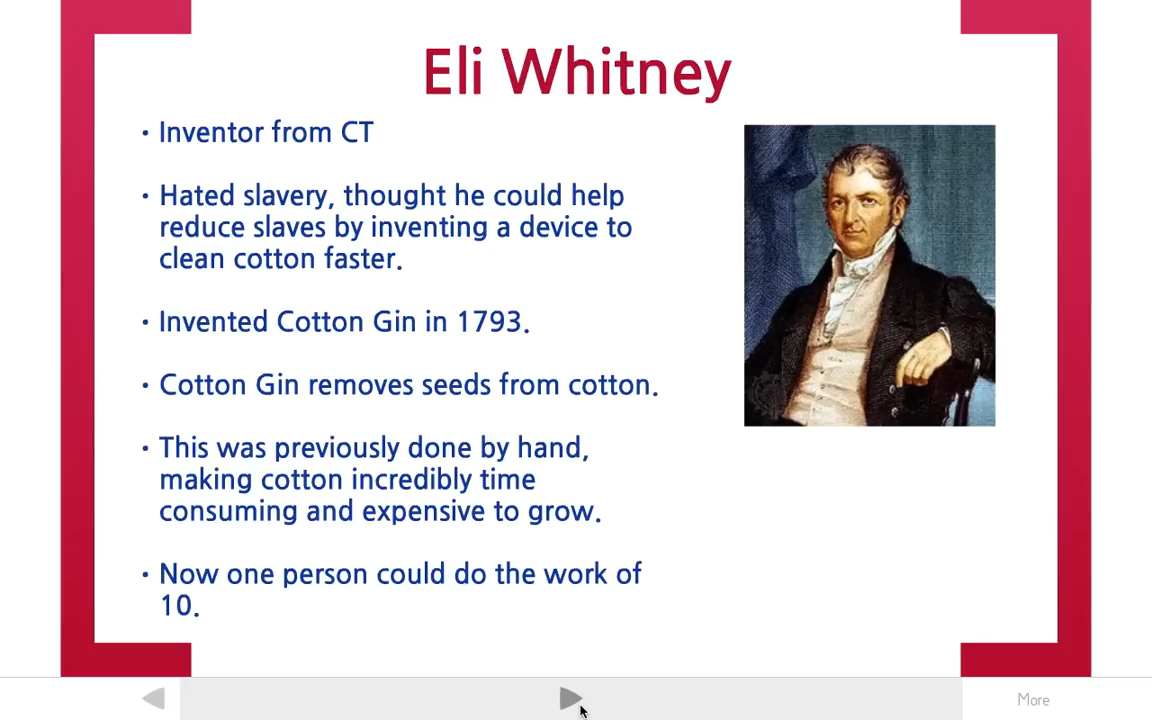 Eli Whitney
• Inventor from CT
• Hated slavery, thought he could help
reduce slaves by inventing a device to
clean cotton faster.
• Invented Cotton Gin in 1793.
• Cotton Gin removes seeds from cotton.
• This was previously done by hand,
making cotton incredibly time
consuming and expensive to grow.
• Now one person could do the work of
10.
More